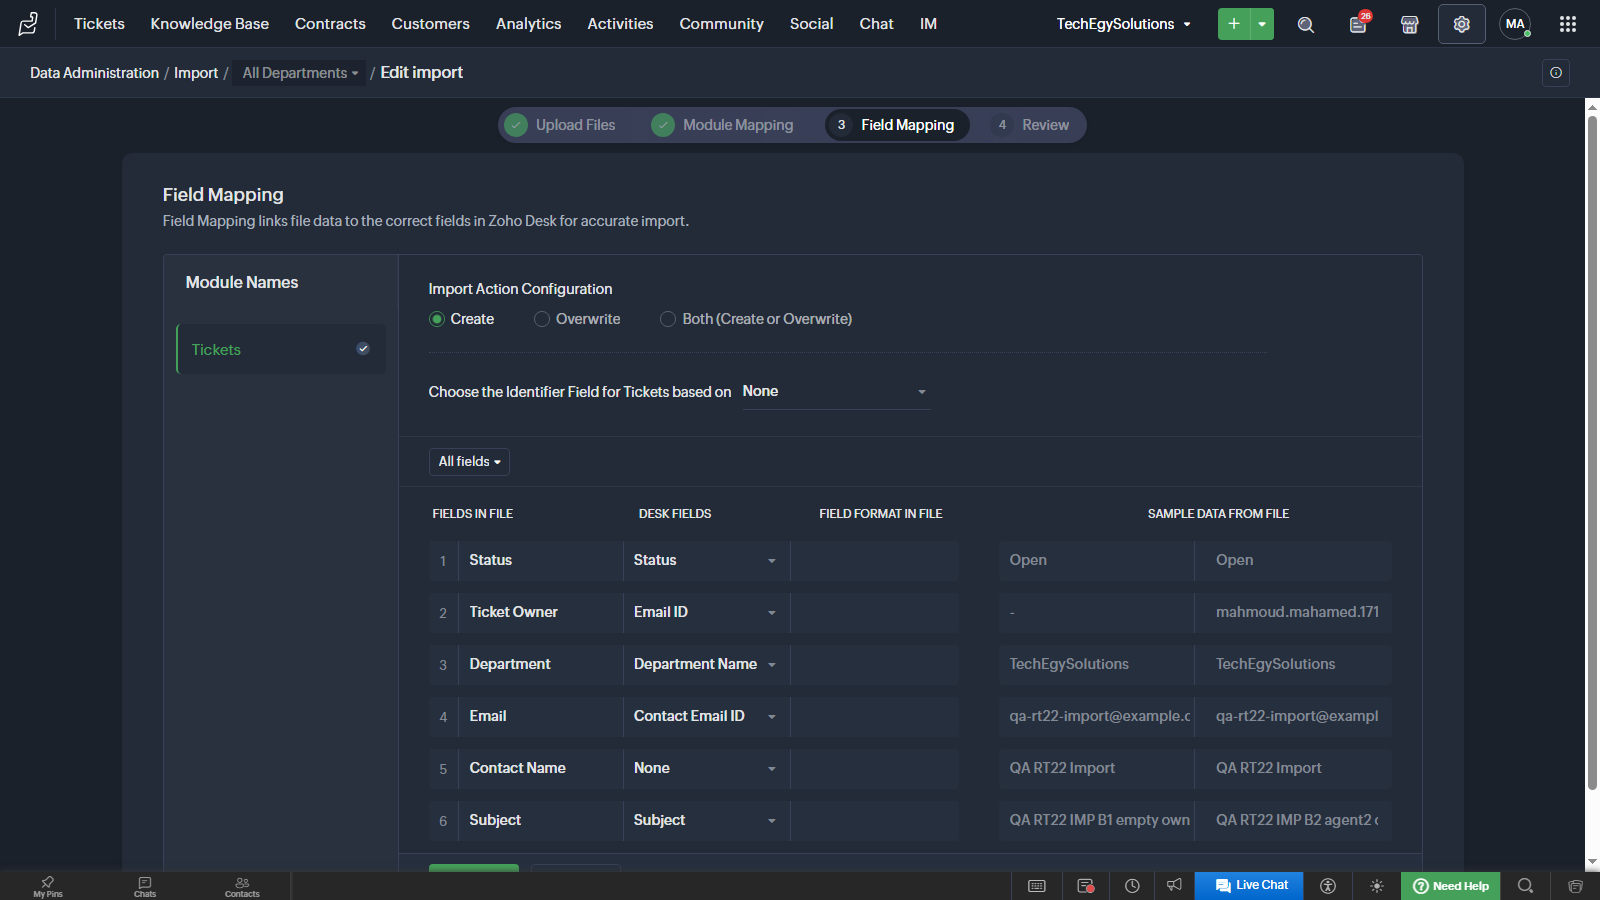 Tickets Knowledge Base Contracts Customers Analytics Activities Community Social Chat IM TechEgySolutions 26 MA
Data Administration / Import / All Departments / Edit import
Upload Files Module Mapping 3 Field Mapping 4 Review
Field Mapping
Field Mapping links file data to the correct fields in Zoho Desk for accurate import.
Module Names
Tickets
Import Action Configuration
Create Overwrite Both (Create or Overwrite)
Choose the Identifier Field for Tickets based on None
All fields
FIELDS IN FILE DESK FIELDS FIELD FORMAT IN FILE SAMPLE DATA FROM FILE
1 Status Status Open Open
2 Ticket Owner Email ID - mahmoud.mahamed.171
3 Department Department Name TechEgySolutions TechEgySolutions
4 Email Contact Email ID qa-rt22-import@example.c qa-rt22-import@exampl
5 Contact Name None QA RT22 Import QA RT22 Import
6 Subject Subject QA RT22 IMP B1 empty own QA RT22 IMP B2 agent2 c
My Pins Chats Contacts Live Chat Need Help